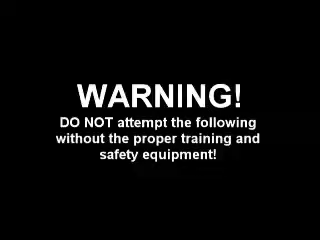 WARNING!
DO NOT attempt the following
without the proper training and
safety equipment!